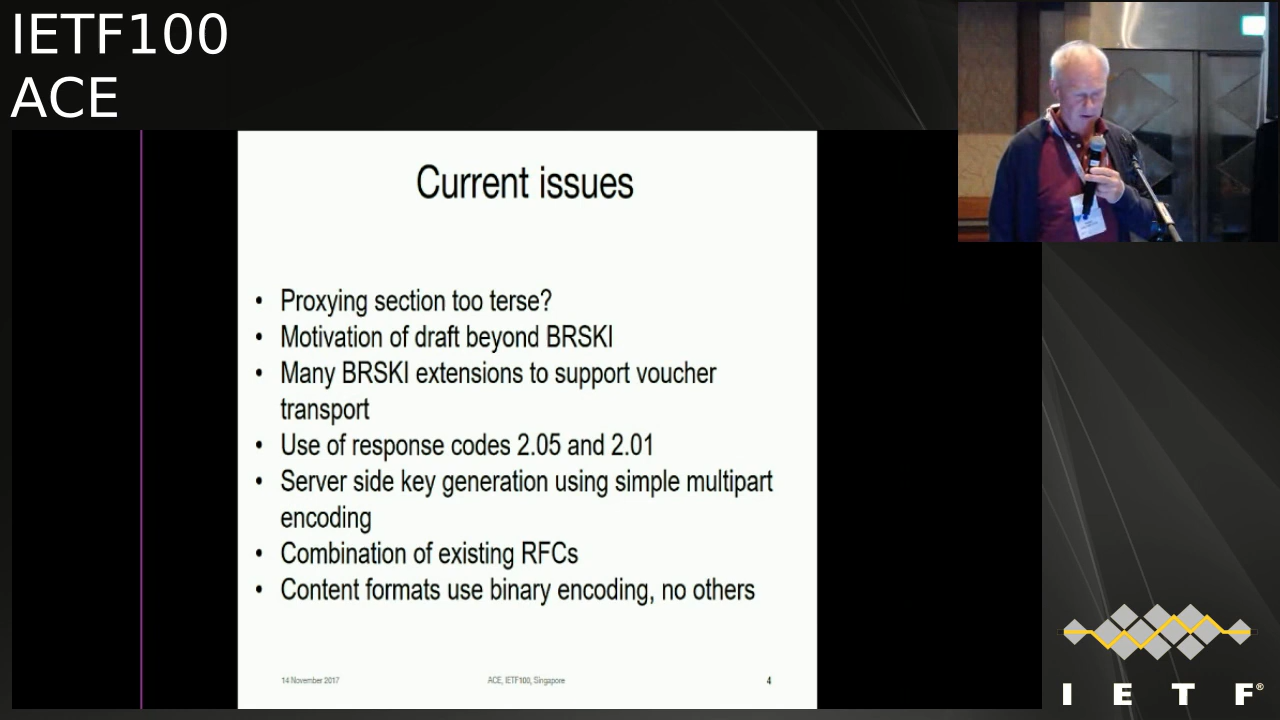 IETF100
ACE
Current issues
• Proxying section too terse?
• Motivation of draft beyond BRSKI
• Many BRSKI extensions to support voucher
transport
• Use of response codes 2.05 and 2.01
• Server side key generation using simple multipart
encoding
• Combination of existing RFCs
• Content formats use binary encoding, no others
14 November 2017
ACE, IETF100, Singapore
4
I E T F®